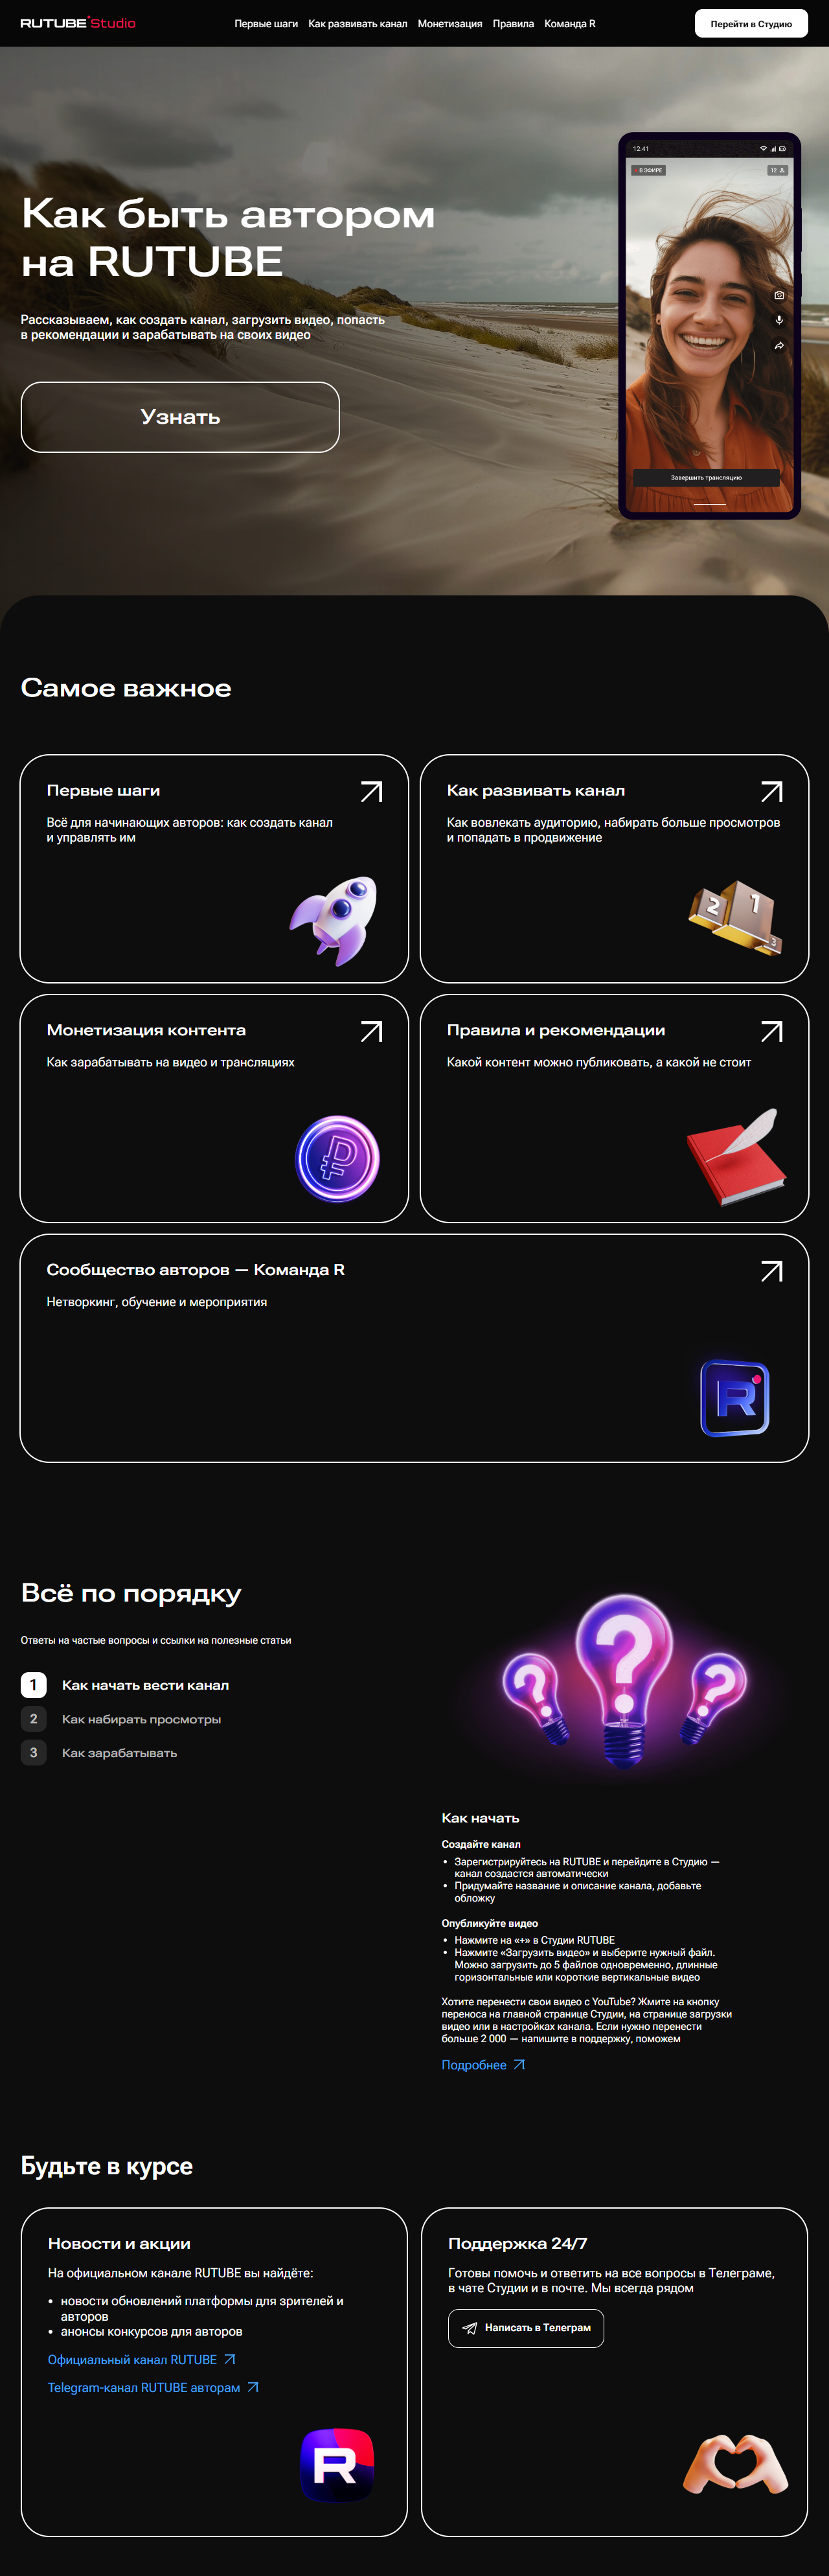 RUTUBE Studio
Первые шаги
Как развивать канал
Монетизация
Правила
Команда R
Перейти в Студию
12:41
В ЭФИРЕ
12
Как быть автором
на RUTUBE
Рассказываем, как создать канал, загрузить видео, попасть
в рекомендации и зарабатывать на своих видео
Узнать
Завершить трансляцию
Самое важное
Первые шаги
Всё для начинающих авторов: как создать канал
и управлять им
Как развивать канал
Как вовлекать аудиторию, набирать больше просмотров
и попадать в продвижение
2
1
3
Монетизация контента
Как зарабатывать на видео и трансляциях
₽
Правила и рекомендации
Какой контент можно публиковать, а какой не стоит
Сообщество авторов — Команда R
Нетворкинг, обучение и мероприятия
R
Всё по порядку
Ответы на частые вопросы и ссылки на полезные статьи
1 Как начать вести канал
2 Как набирать просмотры
3 Как зарабатывать
? ? ?
Как начать
Создайте канал
• Зарегистрируйтесь на RUTUBE и перейдите в Студию —
канал создастся автоматически
• Придумайте название и описание канала, добавьте
обложку
Опубликуйте видео
• Нажмите на «+» в Студии RUTUBE
• Нажмите «Загрузить видео» и выберите нужный файл.
Можно загрузить до 5 файлов одновременно, длинные
горизонтальные или короткие вертикальные видео
Хотите перенести свои видео с YouTube? Жмите на кнопку
переноса на главной странице Студии, на странице загрузки
видео или в настройках канала. Если нужно перенести
больше 2 000 — напишите в поддержку, поможем
Подробнее
Будьте в курсе
Новости и акции
На официальном канале RUTUBE вы найдёте:
• новости обновлений платформы для зрителей и
авторов
• анонсы конкурсов для авторов
Официальный канал RUTUBE
Telegram-канал RUTUBE авторам
R
Поддержка 24/7
Готовы помочь и ответить на все вопросы в Телеграме,
в чате Студии и в почте. Мы всегда рядом
Написать в Телеграм